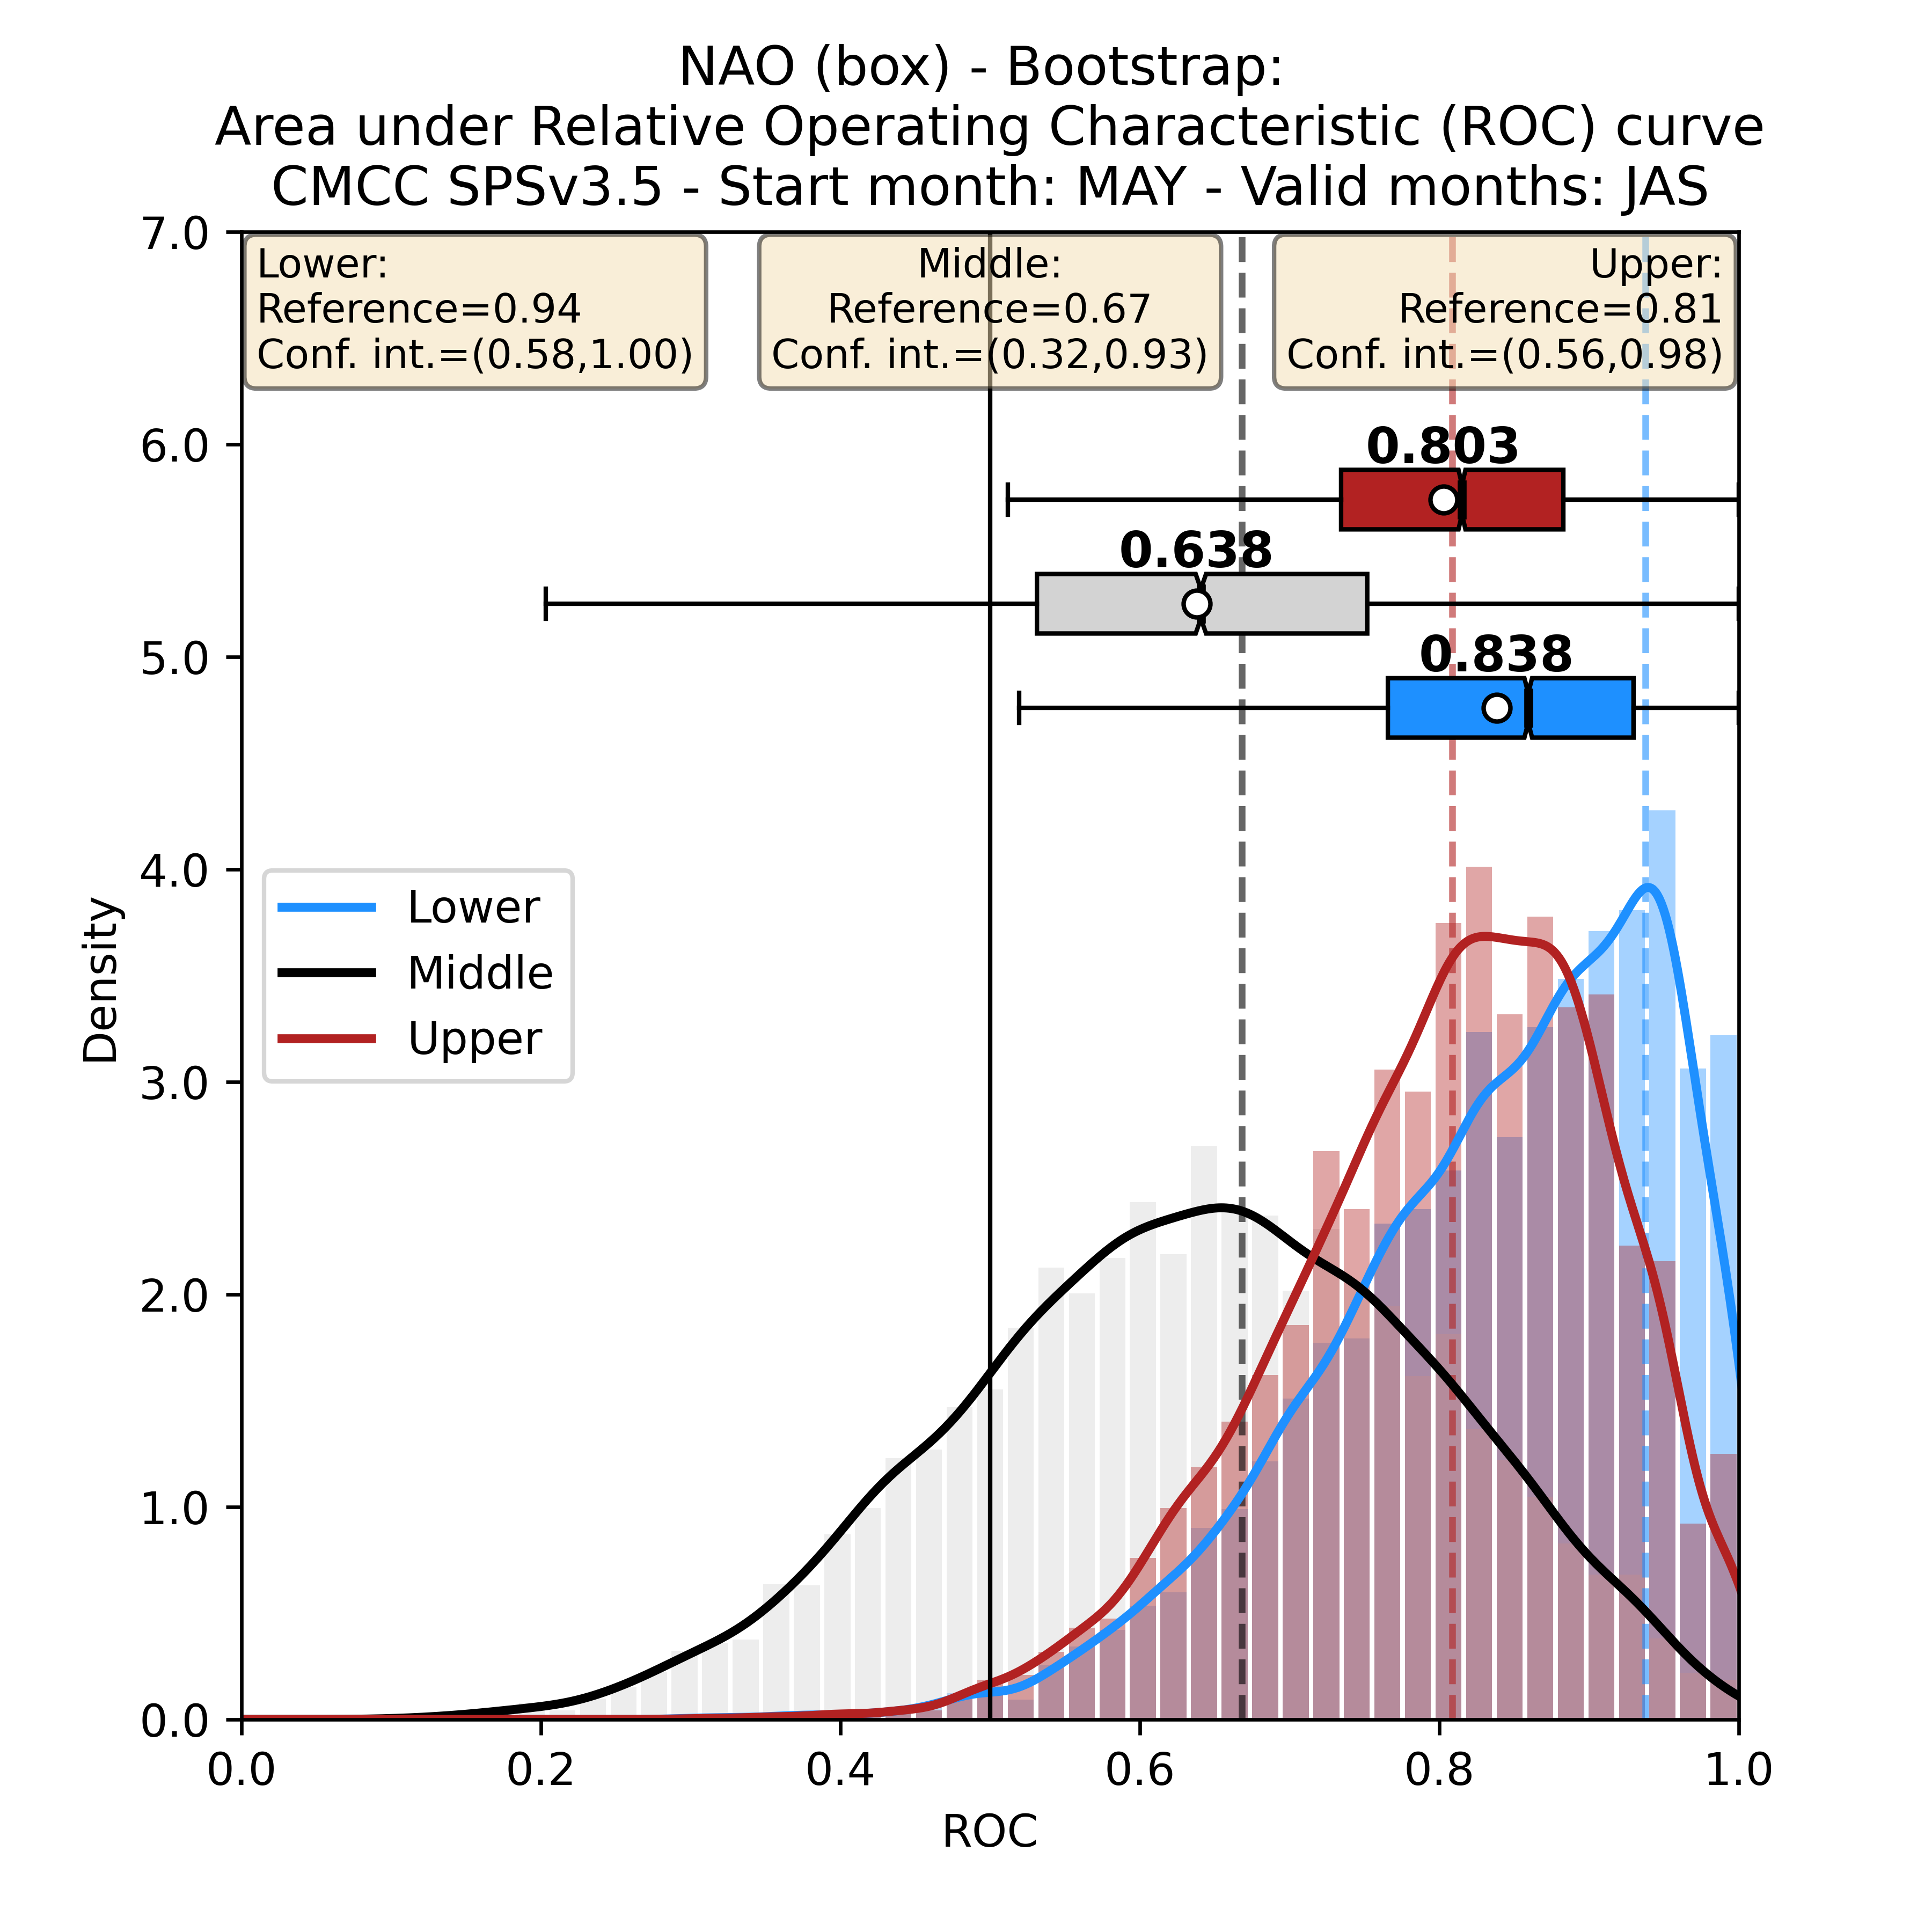 NAO (box) - Bootstrap:
Area under Relative Operating Characteristic (ROC) curve
CMCC SPSv3.5 - Start month: MAY - Valid months: JAS
Lower:
Reference=0.94
Conf. int.=(0.58,1.00)
Middle:
Reference=0.67
Conf. int.=(0.32,0.93)
Upper:
Reference=0.81
Conf. int.=(0.56,0.98)
0.803
0.638
0.838
Lower
Middle
Upper
Density
7.0
6.0
5.0
4.0
3.0
2.0
1.0
0.0
0.0 0.2 0.4 0.6 0.8 1.0
ROC